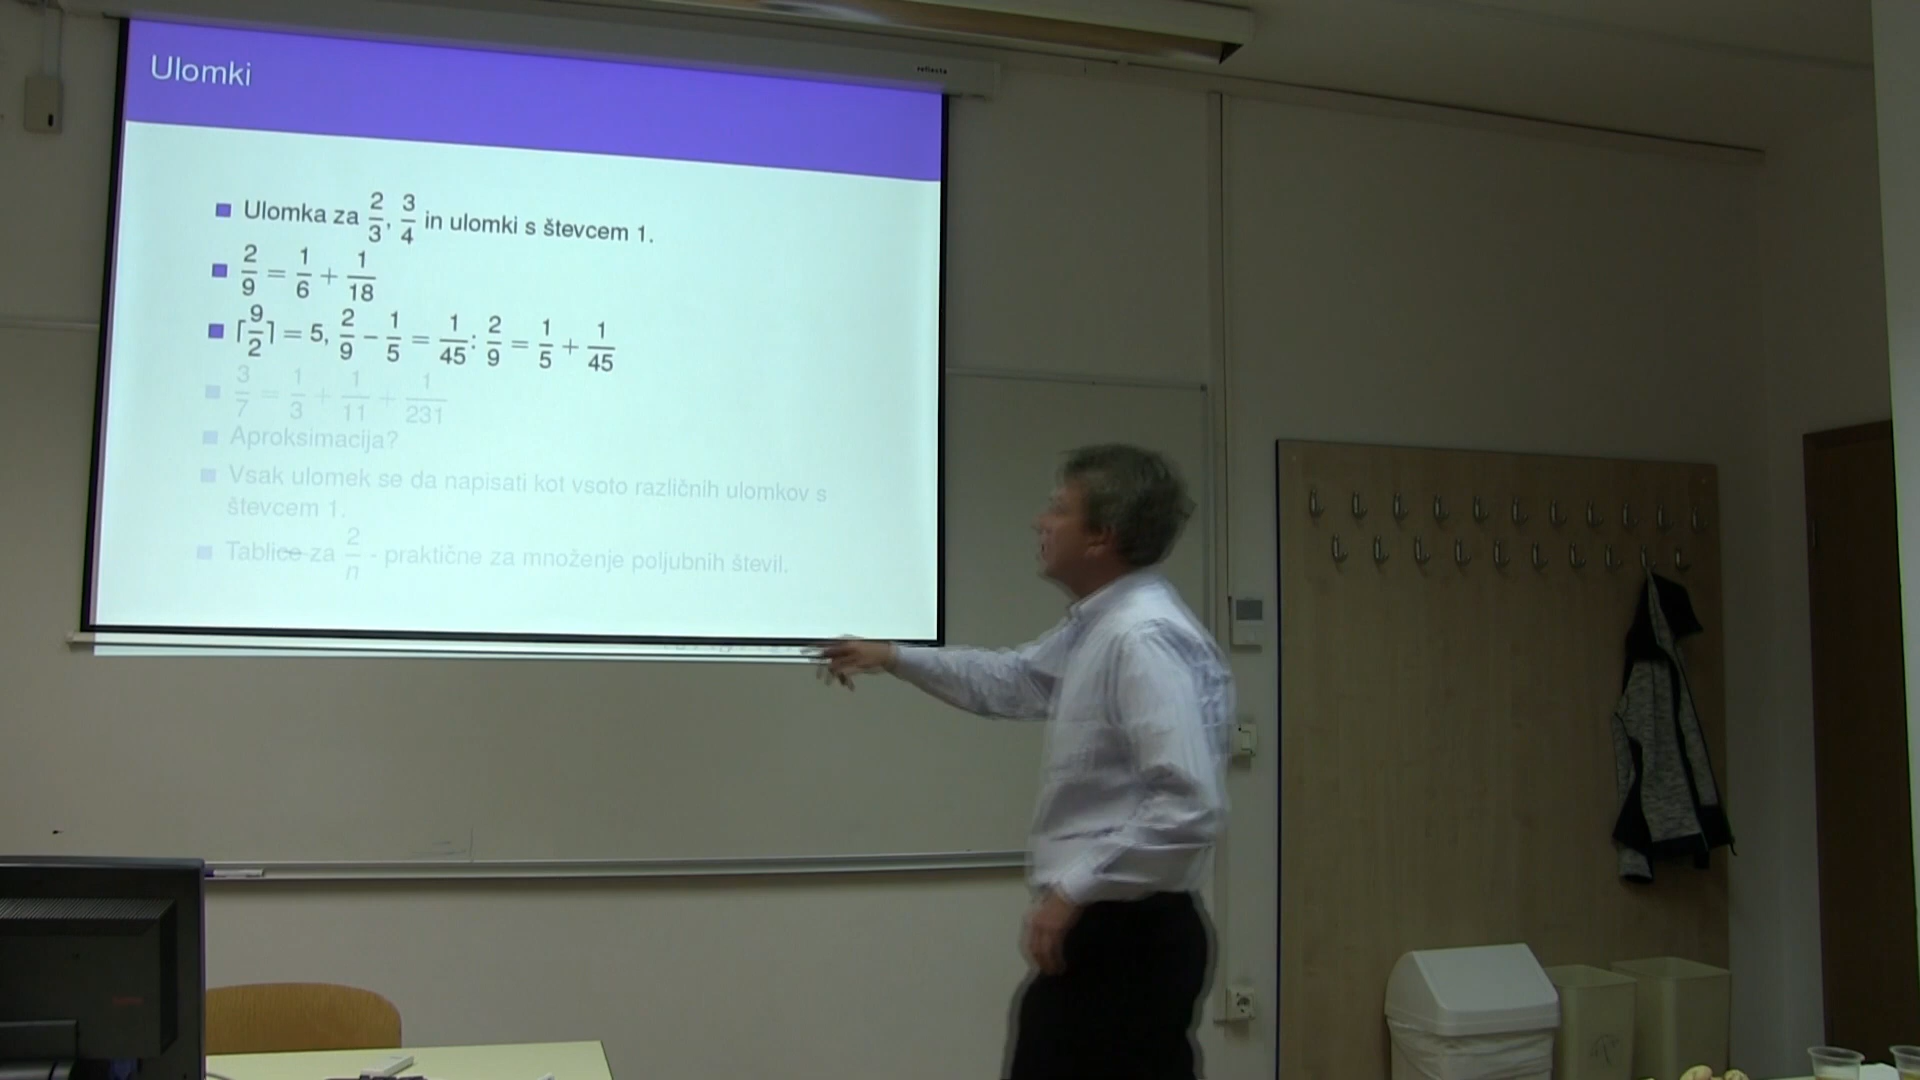 reflecta
Ulomki
Ulomka za 2/3, 3/4 in ulomki s števcem 1.
2/9 = 1/6 + 1/18
⌈9/2⌉ = 5, 2/9 − 1/5 = 1/45: 2/9 = 1/5 + 1/45
3/7 = 1/3 + 1/11 + 1/231
Aproksimacija?
Vsak ulomek se da napisati kot vsoto različnih ulomkov s
števcem 1.
Tablice za 2/n - praktične za množenje poljubnih števil.